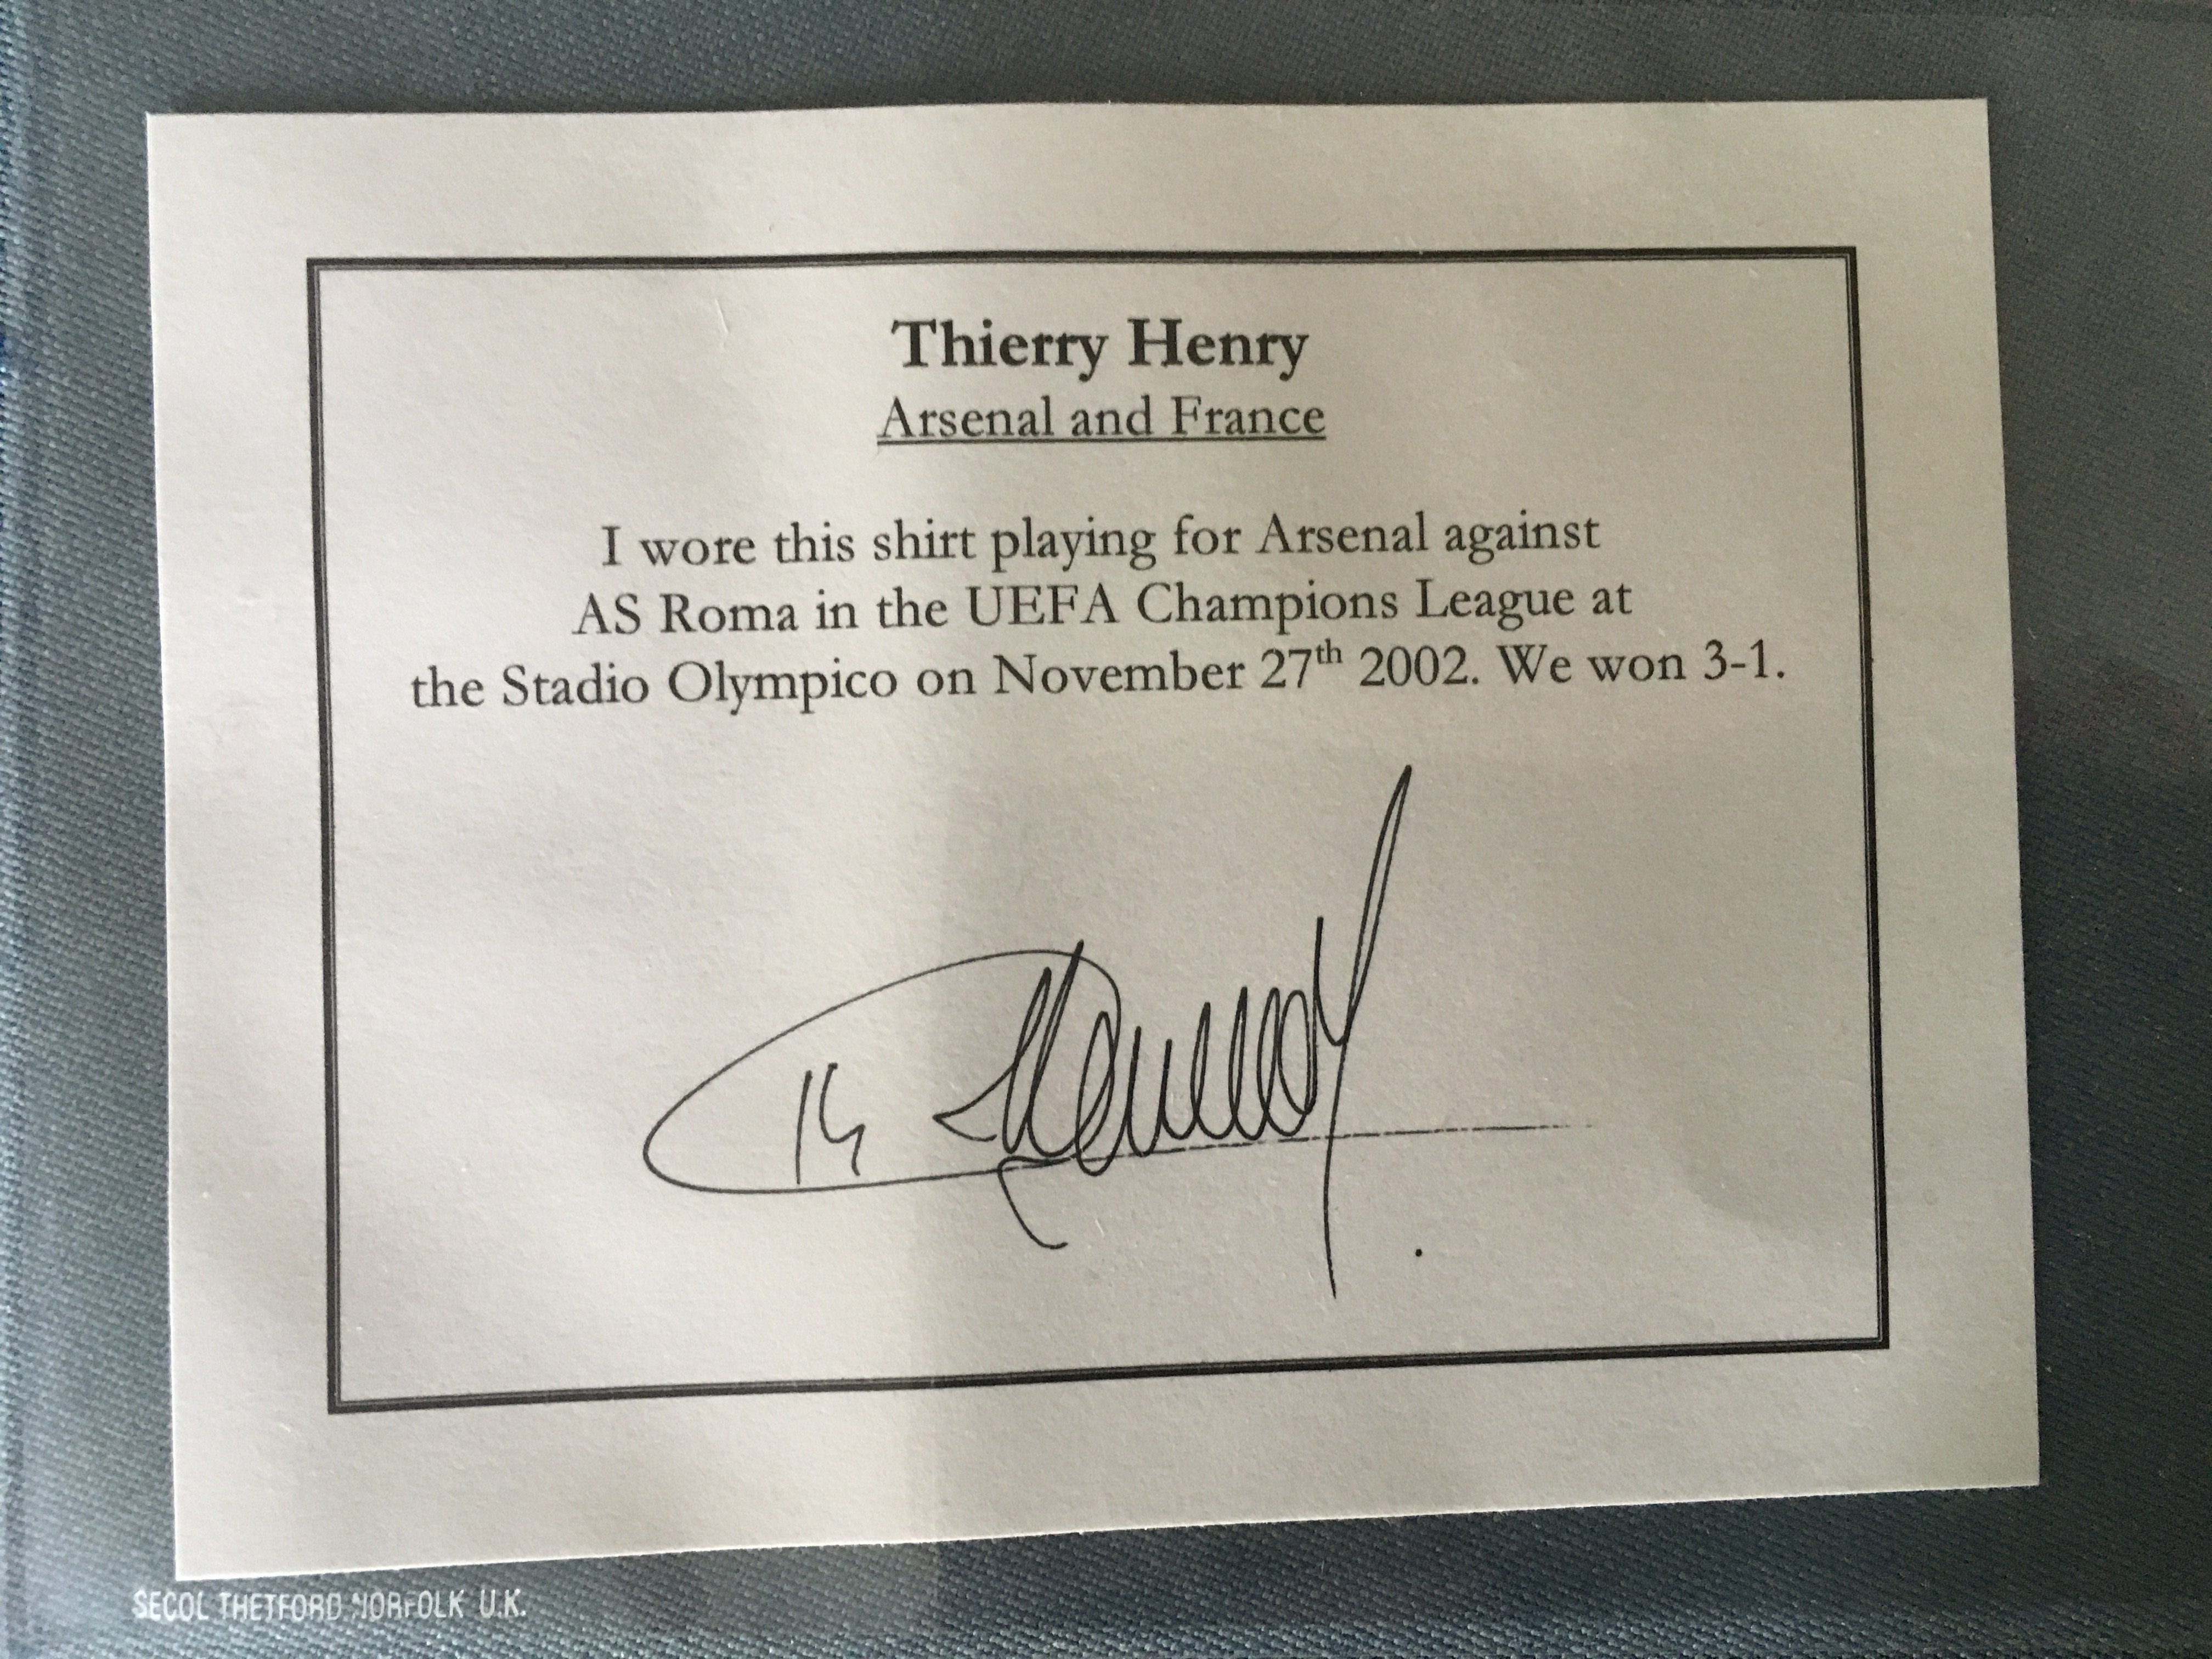 Thierry Henry
Arsenal and France
I wore this shirt playing for Arsenal against
AS Roma in the UEFA Champions League at
the Stadio Olympico on November 27th 2002. We won 3-1.
14 Henry
SECOL THETFORD NORFOLK U.K.